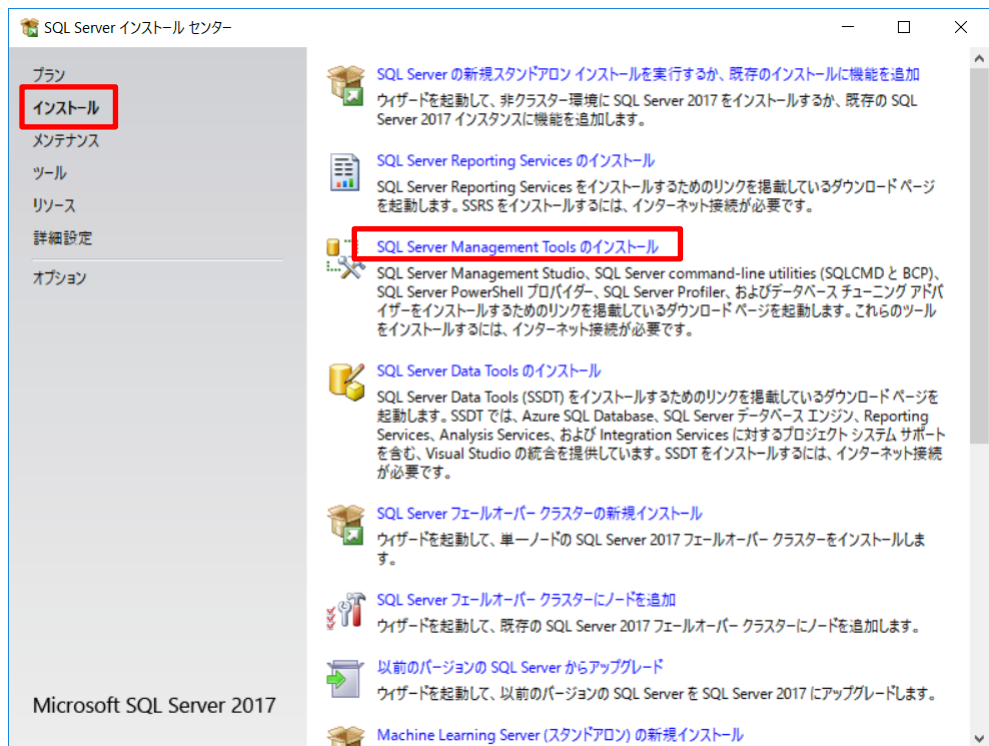 SQL Server インストール センター
プラン
インストール
メンテナンス
ツール
リソース
詳細設定
オプション
Microsoft SQL Server 2017
SQL Server の新規スタンドアロン インストールを実行するか、既存のインストールに機能を追加
ウィザードを起動して、非クラスター環境に SQL Server 2017 をインストールするか、既存の SQL
Server 2017 インスタンスに機能を追加します。
SQL Server Reporting Services のインストール
SQL Server Reporting Services をインストールするためのリンクを掲載しているダウンロード ページ
を起動します。SSRS をインストールするには、インターネット接続が必要です。
SQL Server Management Tools のインストール
SQL Server Management Studio、SQL Server command-line utilities (SQLCMD と BCP)、
SQL Server PowerShell プロバイダー、SQL Server Profiler、およびデータベース チューニング アドバ
イザーをインストールするためのリンクを掲載しているダウンロード ページを起動します。これらのツール
をインストールするには、インターネット接続が必要です。
SQL Server Data Tools のインストール
SQL Server Data Tools (SSDT) をインストールするためのリンクを掲載しているダウンロード ページを
起動します。SSDT では、Azure SQL Database、SQL Server データベース エンジン、Reporting
Services、Analysis Services、および Integration Services に対するプロジェクト システム サポート
を含む、Visual Studio の統合を提供しています。SSDT をインストールするには、インターネット接続
が必要です。
SQL Server フェールオーバー クラスターの新規インストール
ウィザードを起動して、単一ノードの SQL Server 2017 フェールオーバー クラスターをインストールしま
す。
SQL Server フェールオーバー クラスターにノードを追加
ウィザードを起動して、既存の SQL Server 2017 フェールオーバー クラスターにノードを追加します。
以前のバージョンの SQL Server からアップグレード
ウィザードを起動して、以前のバージョンの SQL Server を SQL Server 2017 にアップグレードします。
Machine Learning Server (スタンドアロン) の新規インストール